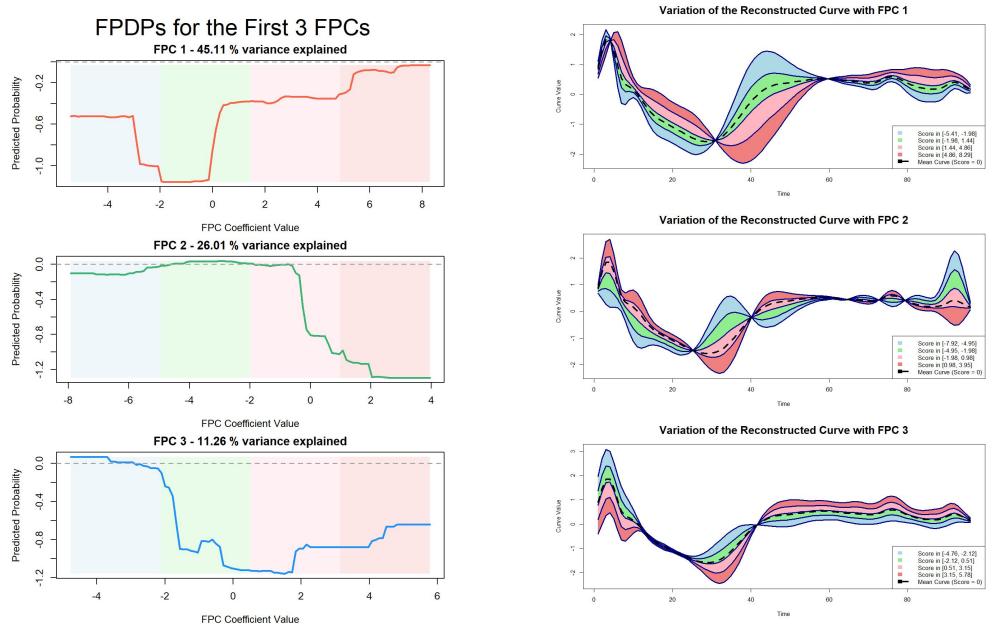 FPDPs for the First 3 FPCs
FPC 1 - 45.11 % variance explained
Predicted Probability
-0.2
-0.6
-1.0
-4 -2 0 2 4 6 8
FPC Coefficient Value
FPC 2 - 26.01 % variance explained
Predicted Probability
0.0
-0.4
-0.8
-1.2
-8 -6 -4 -2 0 2 4
FPC Coefficient Value
FPC 3 - 11.26 % variance explained
Predicted Probability
0.0
-0.4
-0.8
-1.2
-4 -2 0 2 4 6
FPC Coefficient Value
Variation of the Reconstructed Curve with FPC 1
Curve Value
2
1
0
-1
-2
0 20 40 60 80
Time
Score in [-5.41, -1.98]
Score in [-1.98, 1.44]
Score in [1.44, 4.86]
Score in [4.86, 8.29]
Mean Curve (Score = 0)
Variation of the Reconstructed Curve with FPC 2
Curve Value
2
1
0
-1
-2
0 20 40 60 80
Time
Score in [-7.92, -4.95]
Score in [-4.95, -1.98]
Score in [-1.98, 0.98]
Score in [0.98, 3.95]
Mean Curve (Score = 0)
Variation of the Reconstructed Curve with FPC 3
Curve Value
3
2
1
0
-1
-2
0 20 40 60 80
Time
Score in [-4.76, -2.12]
Score in [-2.12, 0.51]
Score in [0.51, 3.15]
Score in [3.15, 5.78]
Mean Curve (Score = 0)